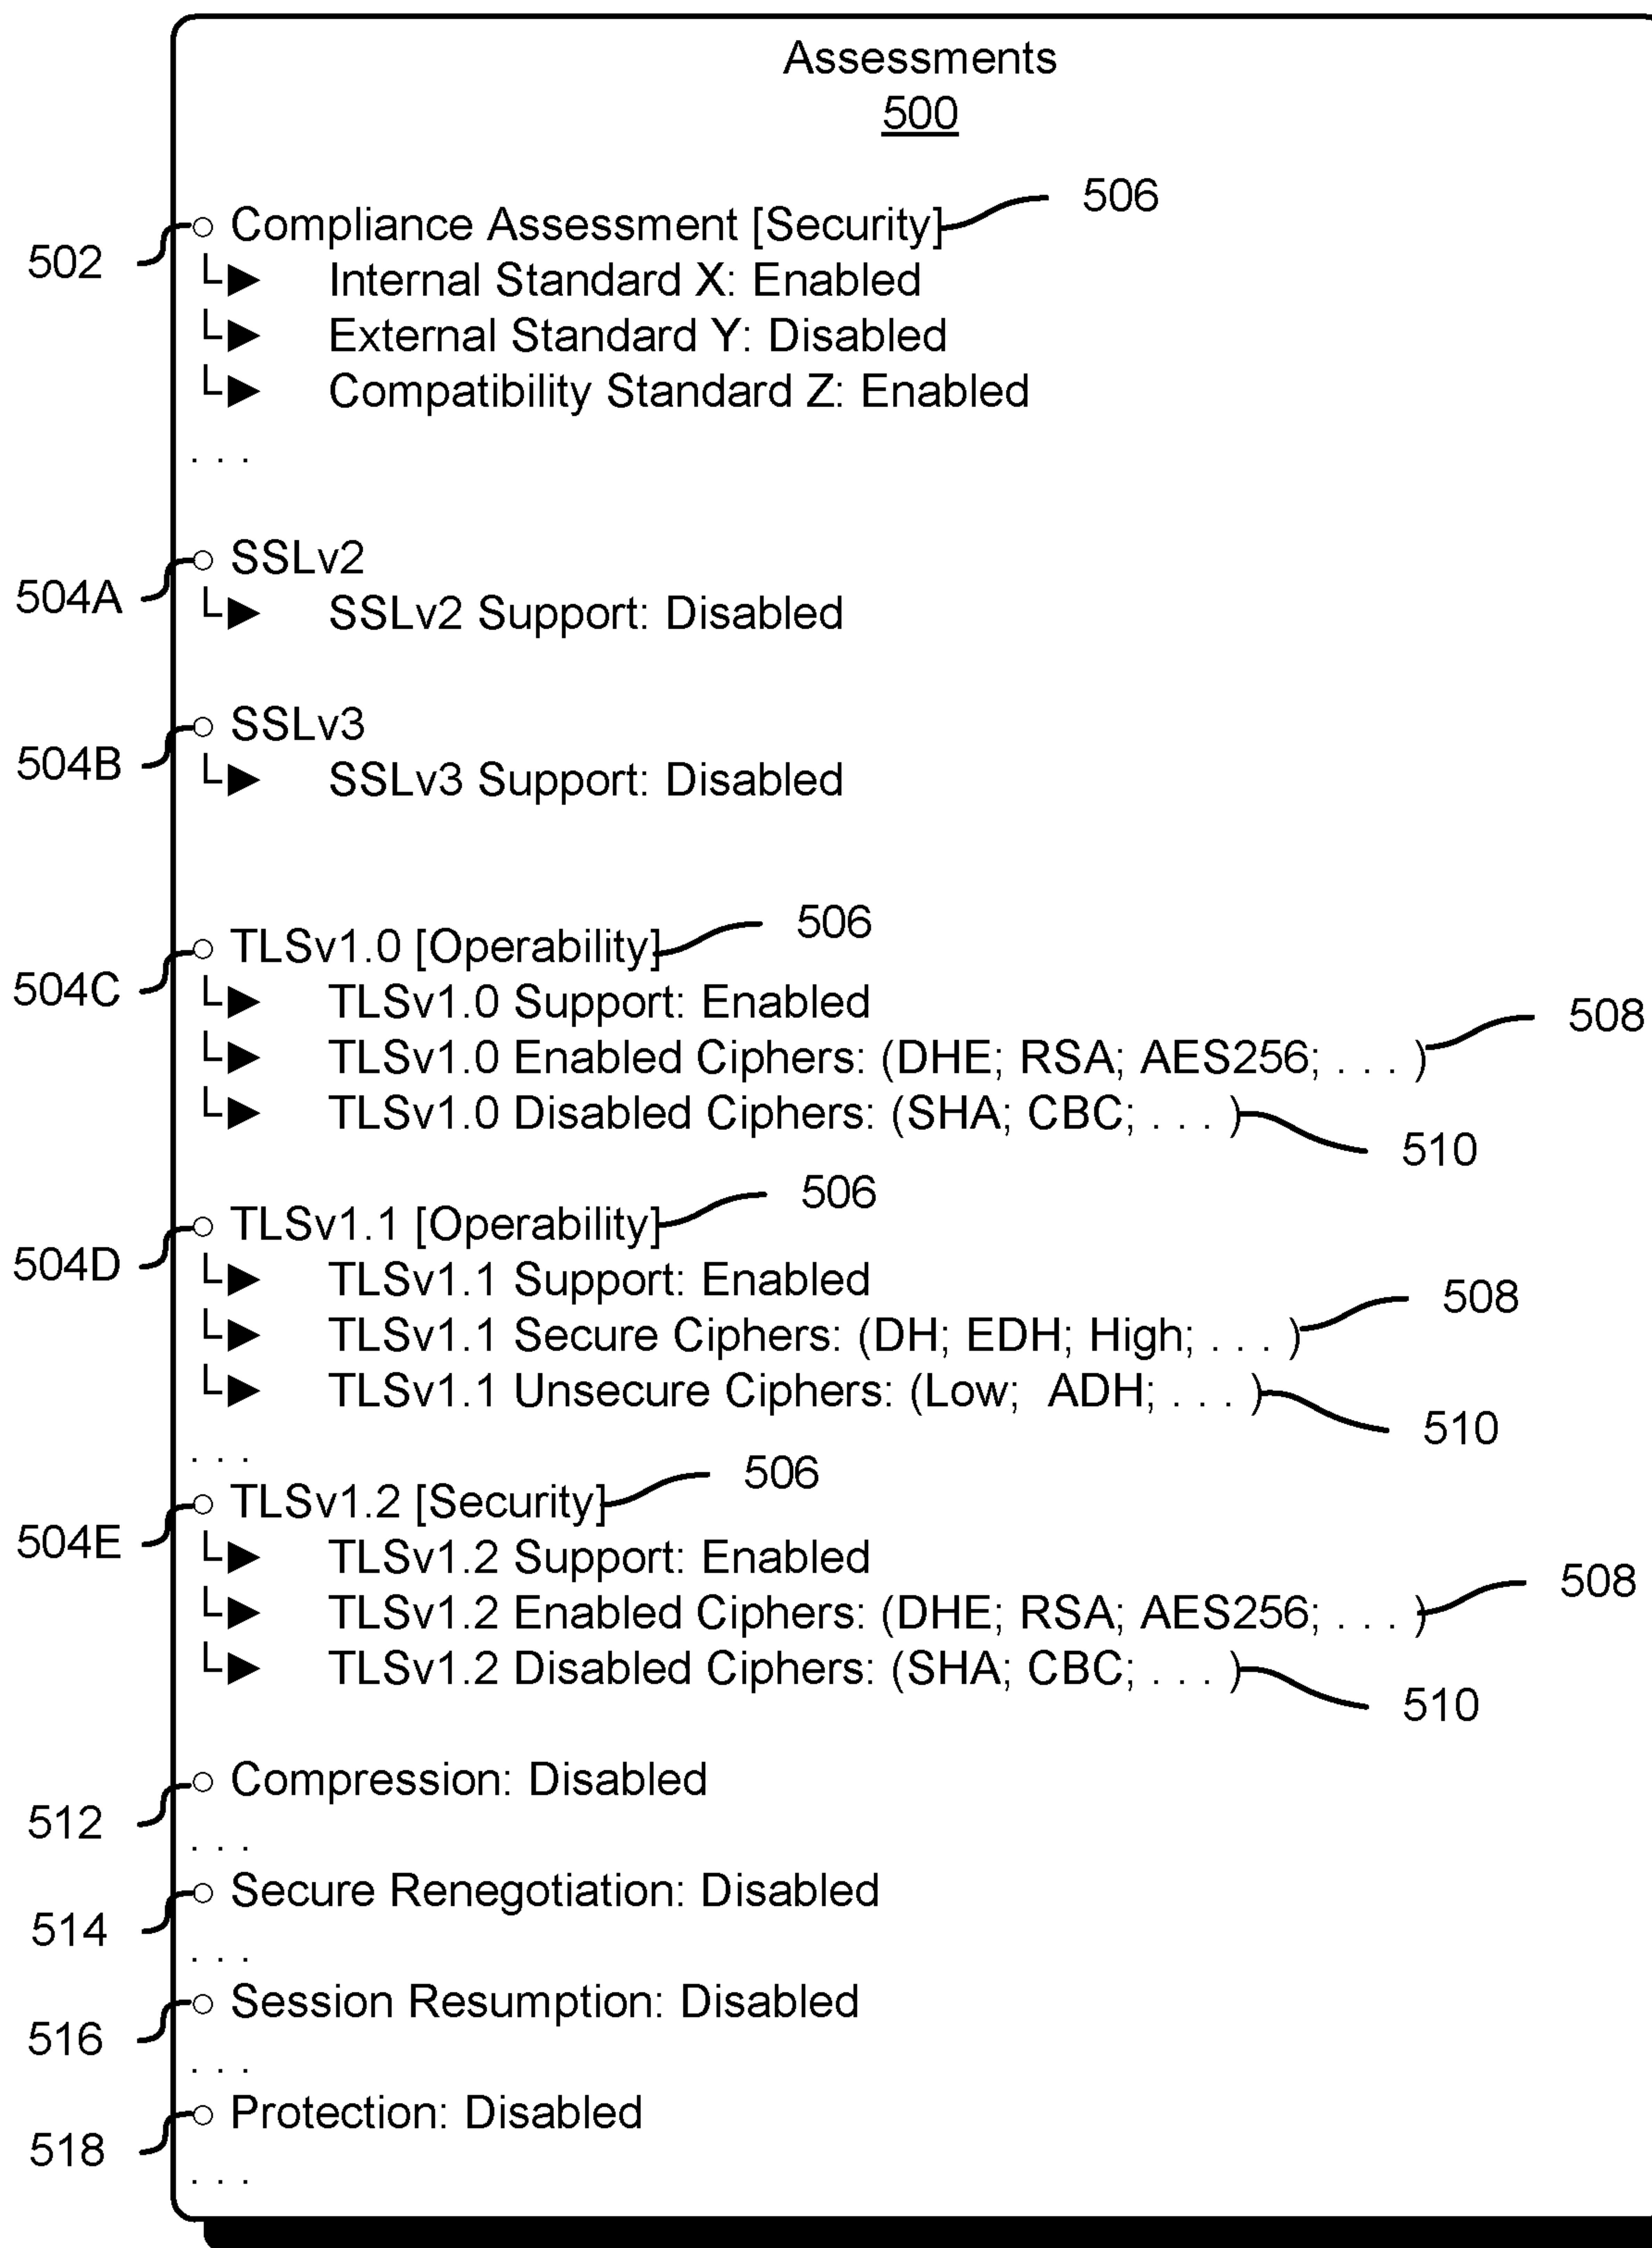 Assessments
500
506
Compliance Assessment [Security]
502
Internal Standard X: Enabled
External Standard Y: Disabled
Compatibility Standard Z: Enabled
. . .
SSLv2
504A
SSLv2 Support: Disabled
SSLv3
504B
SSLv3 Support: Disabled
506
TLSv1.0 [Operability]
504C
TLSv1.0 Support: Enabled
508
TLSv1.0 Enabled Ciphers: (DHE; RSA; AES256; . . . )
TLSv1.0 Disabled Ciphers: (SHA; CBC; . . . )
510
506
TLSv1.1 [Operability]
504D
TLSv1.1 Support: Enabled
508
TLSv1.1 Secure Ciphers: (DH; EDH; High; . . . )
TLSv1.1 Unsecure Ciphers: (Low; ADH; . . . )
510
. . .
506
TLSv1.2 [Security]
504E
TLSv1.2 Support: Enabled
508
TLSv1.2 Enabled Ciphers: (DHE; RSA; AES256; . . . )
TLSv1.2 Disabled Ciphers: (SHA; CBC; . . . )
510
Compression: Disabled
512
. . .
Secure Renegotiation: Disabled
514
. . .
Session Resumption: Disabled
516
. . .
Protection: Disabled
518
. . .